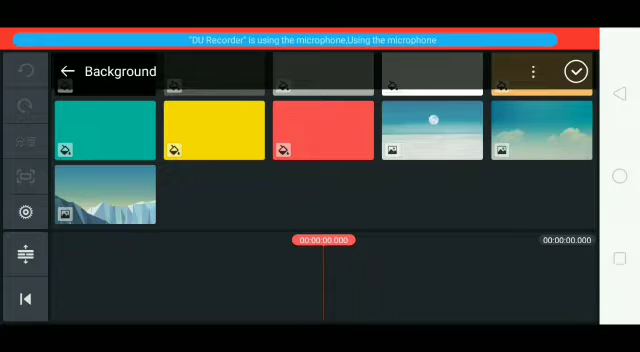 "DU Recorder" is using the microphone,Using the microphone
Background
00:00:00.000
00:00:00.000